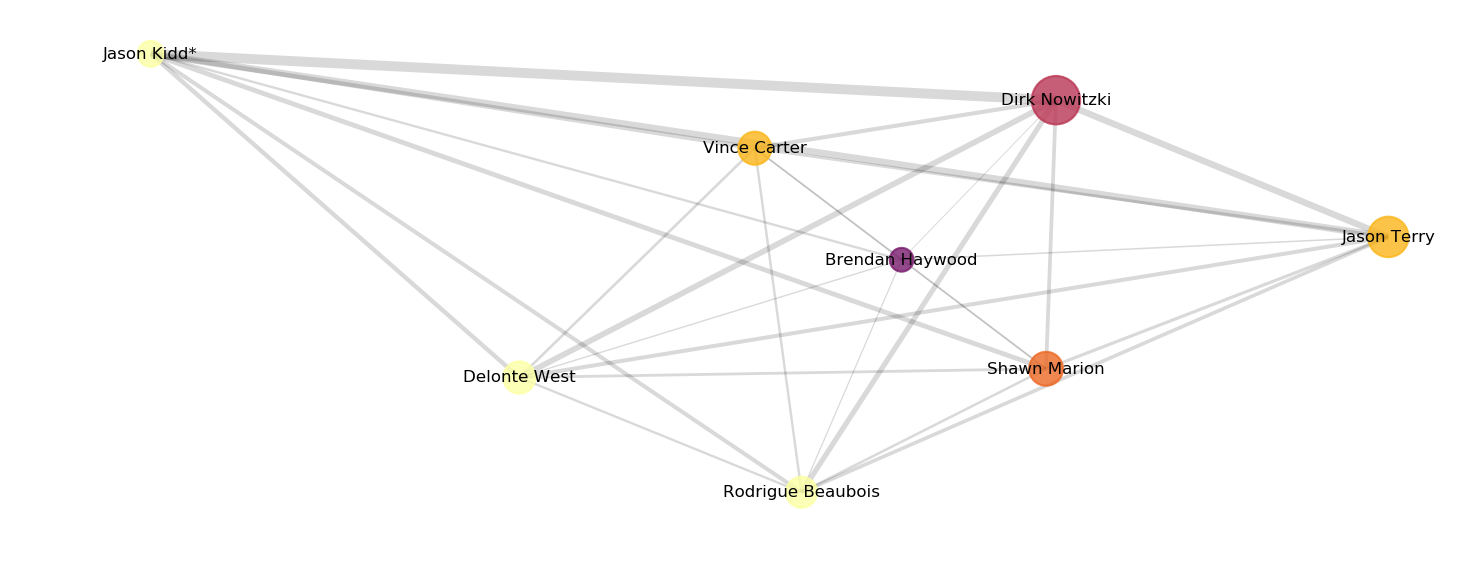 Jason Kidd*
Dirk Nowitzki
Vince Carter
Jason Terry
Brendan Haywood
Shawn Marion
Delonte West
Rodrigue Beaubois